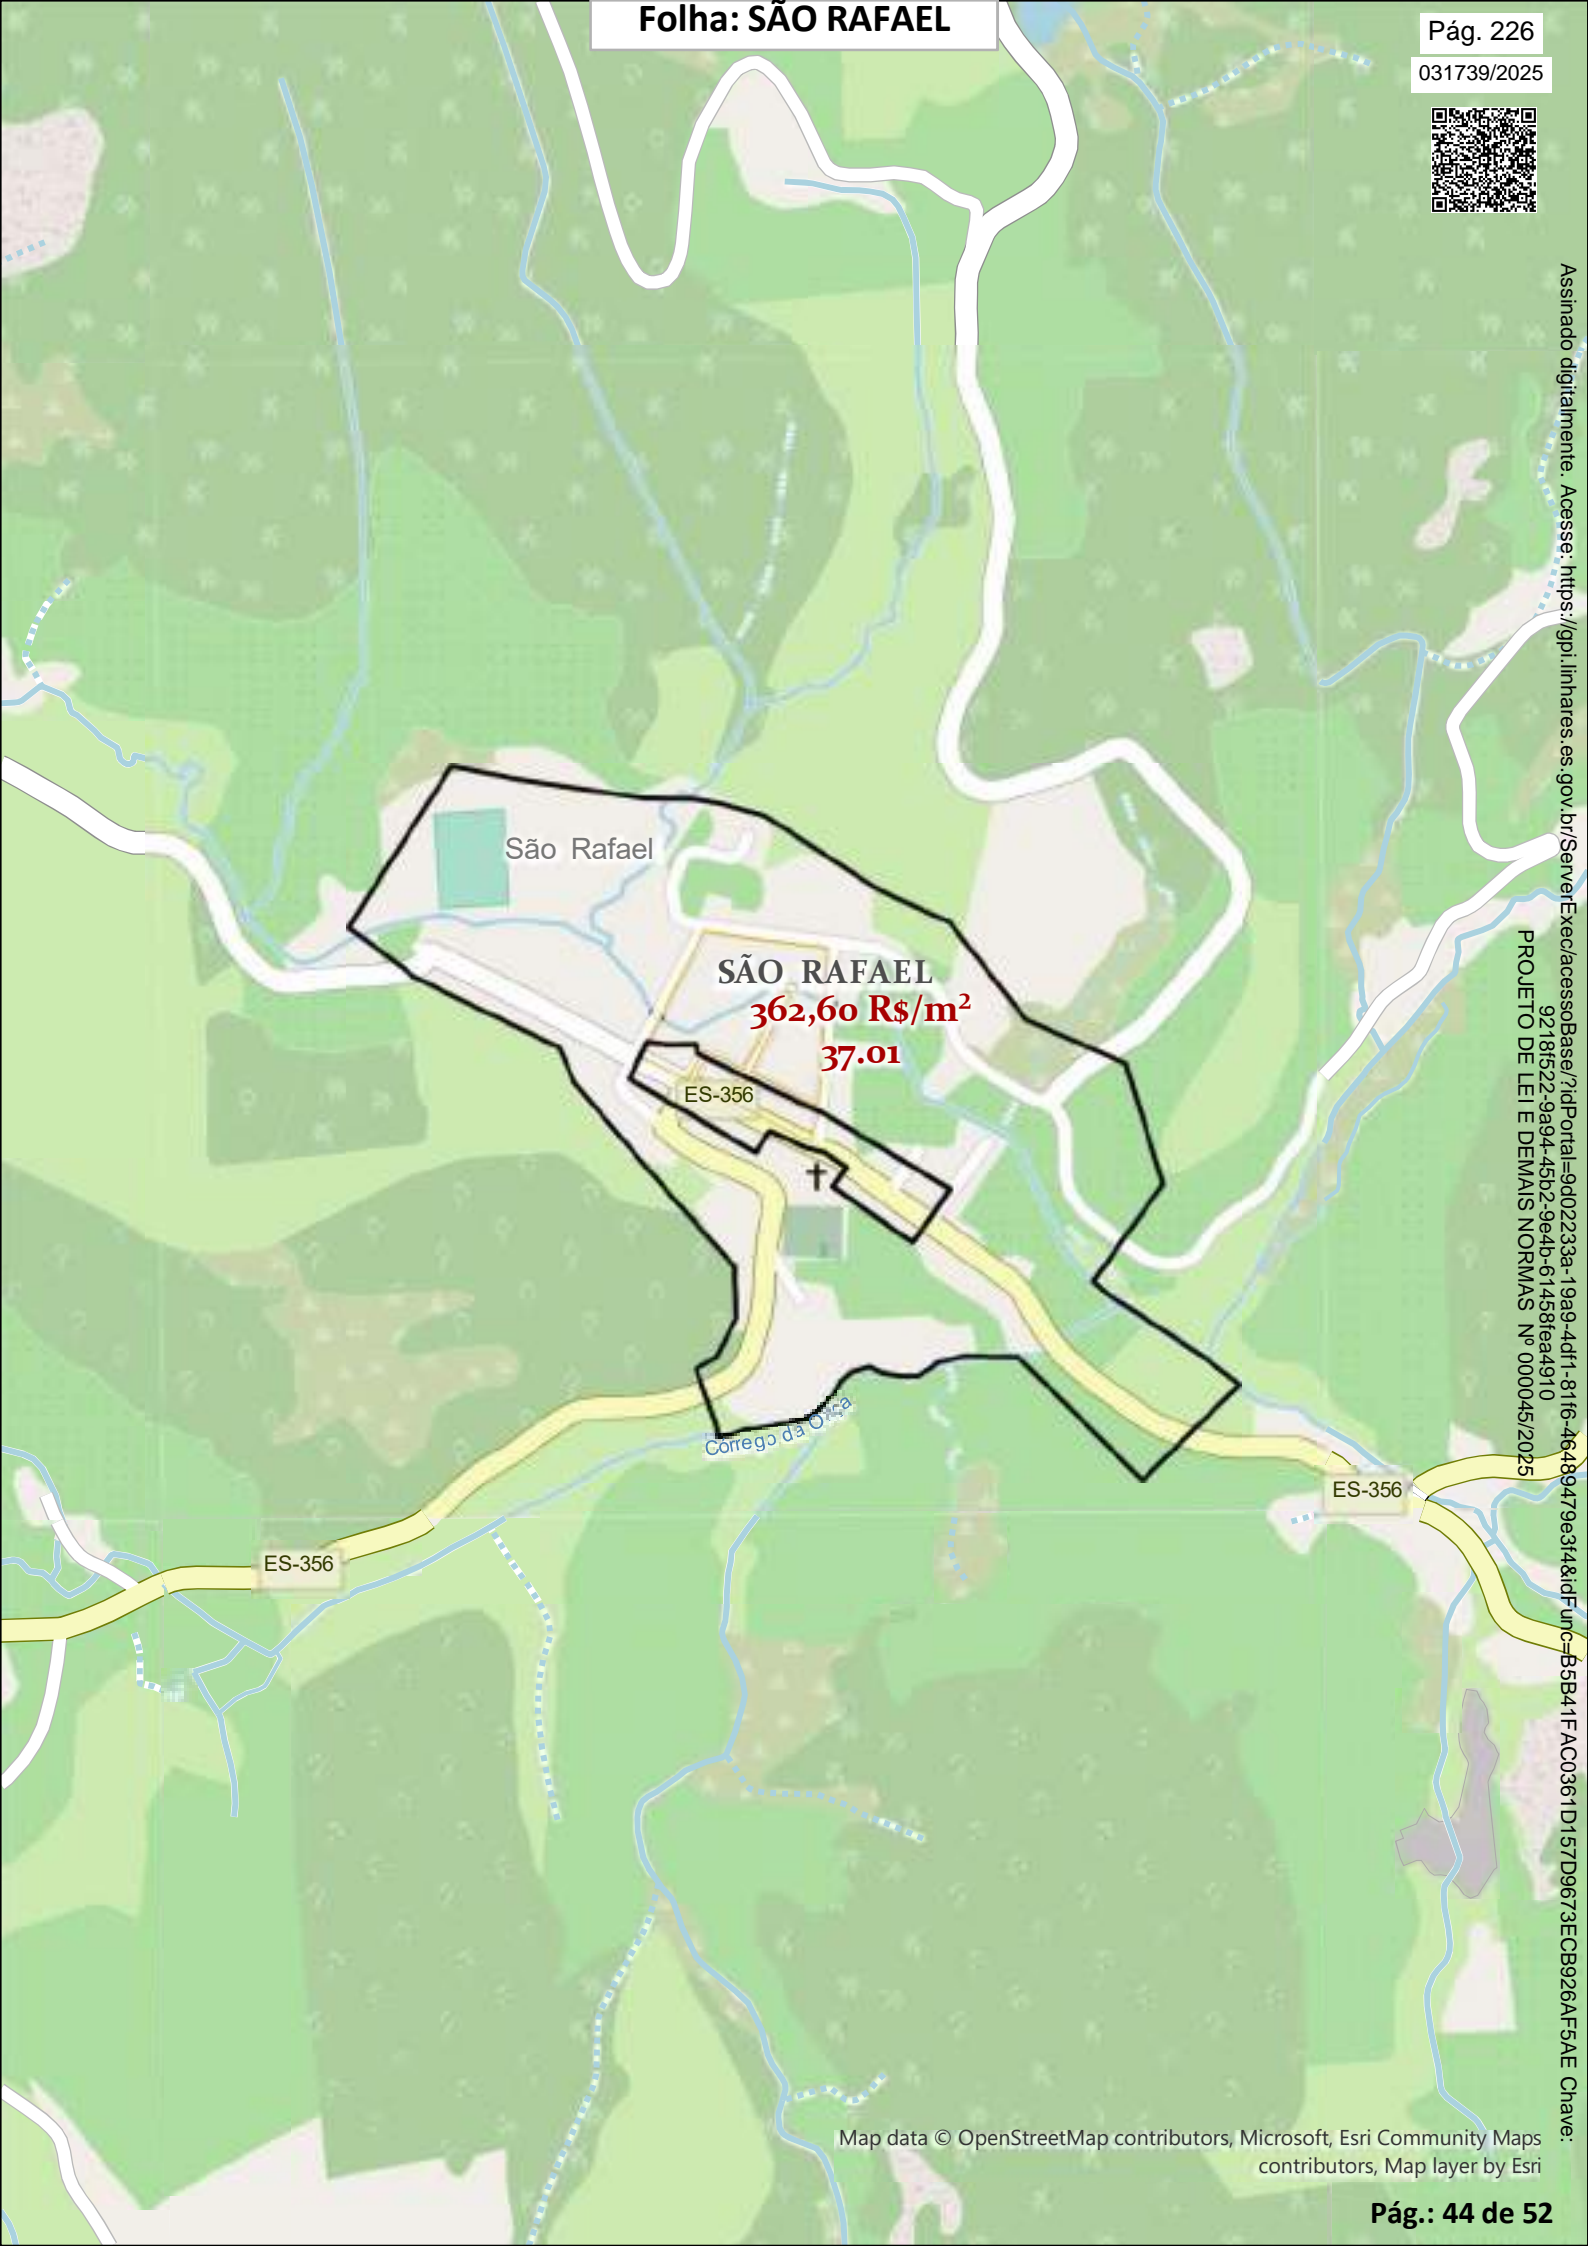 Folha: SÃO RAFAEL
Pág. 226
031739/2025
São Rafael
SÃO RAFAEL
362,60 R$/m²
37.01
ES-356
Córrego da O
ES-356
ES-356
Assinado digitalmente. Acesse: https://gpi.linhares.es.gov.br/ServerExec/acessoBase/?idPortal=9d02233a-19a9-4df1-81f6-46489479e3f4&idFunc=B5B41FAC0361D157D9673ECB926AF5AE Chave:
9218f522-9a94-45b2-9e4b-61458fea4910
PROJETO DE LEI E DEMAIS NORMAS Nº 000045/2025
Map data © OpenStreetMap contributors, Microsoft, Esri Community Maps
contributors, Map layer by Esri
Pág.: 44 de 52